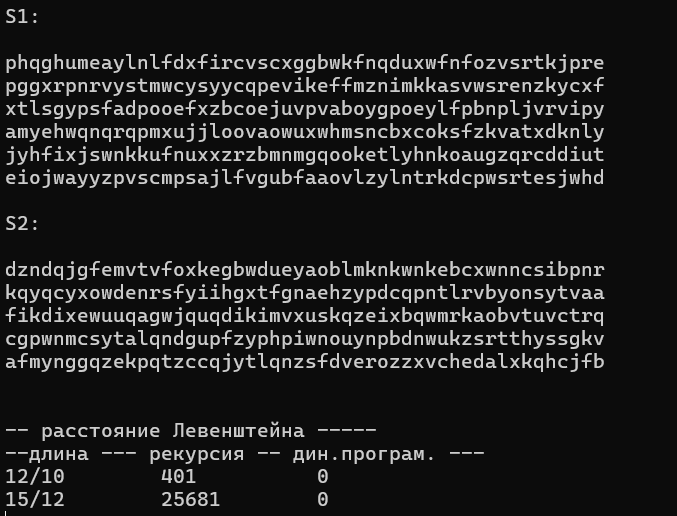 S1:
phqghumeaylnlfdxfircvscxggbwkfnqduxwfnfozvsrtkjpre
pggxrpnrvystmwcysyycqpevikeffmznimkkasvwsrenzkycxf
xtlsgypsfadpooefxzbcoejuvpvaboygpoeylfpbnpljvrvipy
amyehwqnqrqpmxujjloovaowuxwhmsncbxcoksfzkvatxdknly
jyhfixjswnkkufnuxxzrzbmnmgqooketlyhnkoaugzqrcddiut
eiojwayyzpvscmpsajlfvgubfaaovlzylntrkdcpwsrtesjwhd
S2:
dzndqjgfemvtvfoxkegbwdueyaoblmknkwnkebcxwnncsibpnr
kqyqcyxowdenrsfyiihgxtfgnaehzypdcqpntlrvbyonsytvaa
fikdixewuuqagwjquqdikimvxuskqzeixbqwmrkaobvtuvctrq
cgpwnmcsytalqndgupfzyphpiwnouynpbdnwukzsrtthyssgkv
afmynggqzekpqtzccqjytlqnzsfdverozzxvchedalxkqhcjfb
-- расстояние Левенштейна -----
--длина --- рекурсия -- дин.програм. ---
12/10 401 0
15/12 25681 0